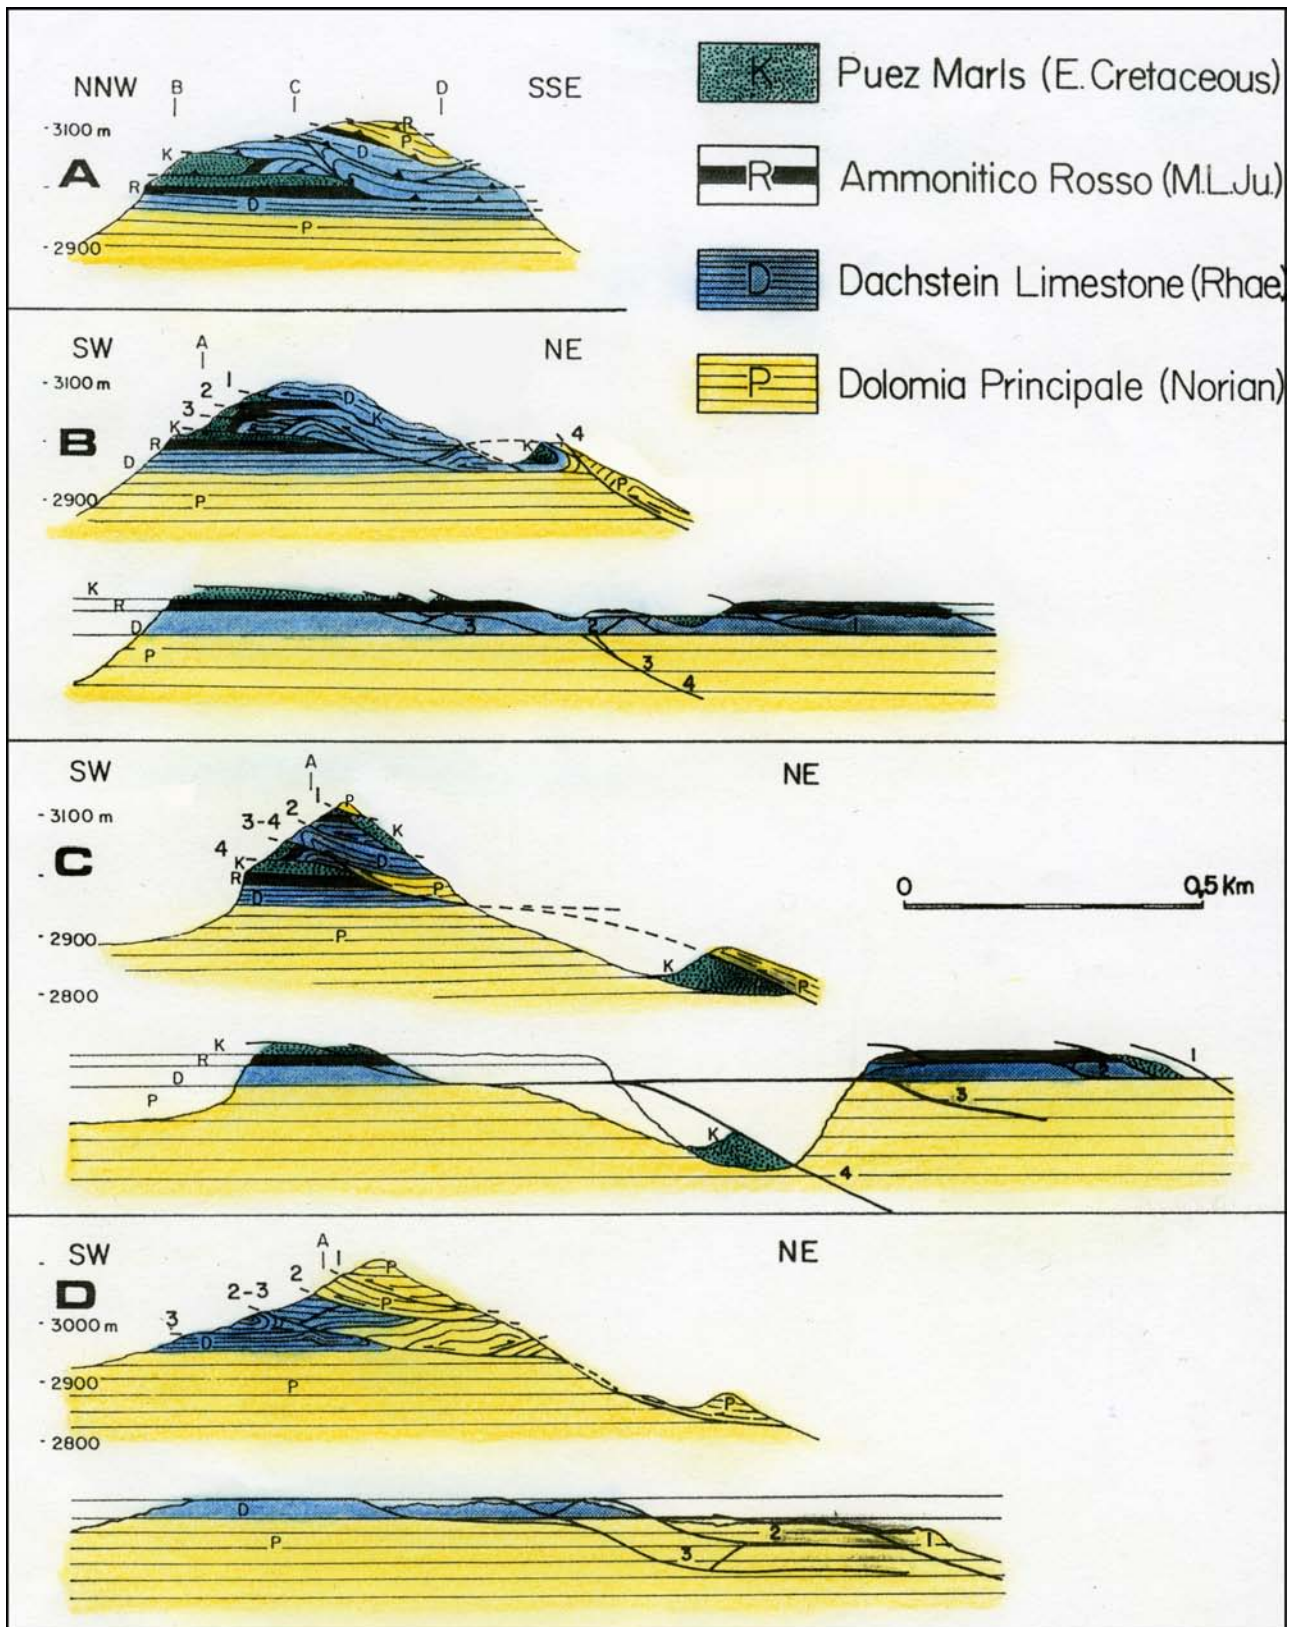 K Puez Marls (E. Cretaceous)
R Ammonitico Rosso (M.L.Ju.)
D Dachstein Limestone (Rhae,
P Dolomia Principale (Norian)
NNW B C D SSE
- 3100 m
A
K
R
R
P
D
D
P
- 2900
SW A NE
- 3100 m
1
2
3
K
B
R
D
D
K
K
4
P
- 2900
P
K
R
D
P
3
2
1
3
4
SW A NE
- 3100 m
1
P
2
3-4
4
K
C
K
R
D
D
P
0 0,5 Km
- 2900
P
K
P
- 2800
K
R
D
P
K
4
3
2
1
SW A NE
1
P
2
P
2-3
D
3
- 3000 m
D
- 2900
P
P
- 2800
D
P
2
3
1